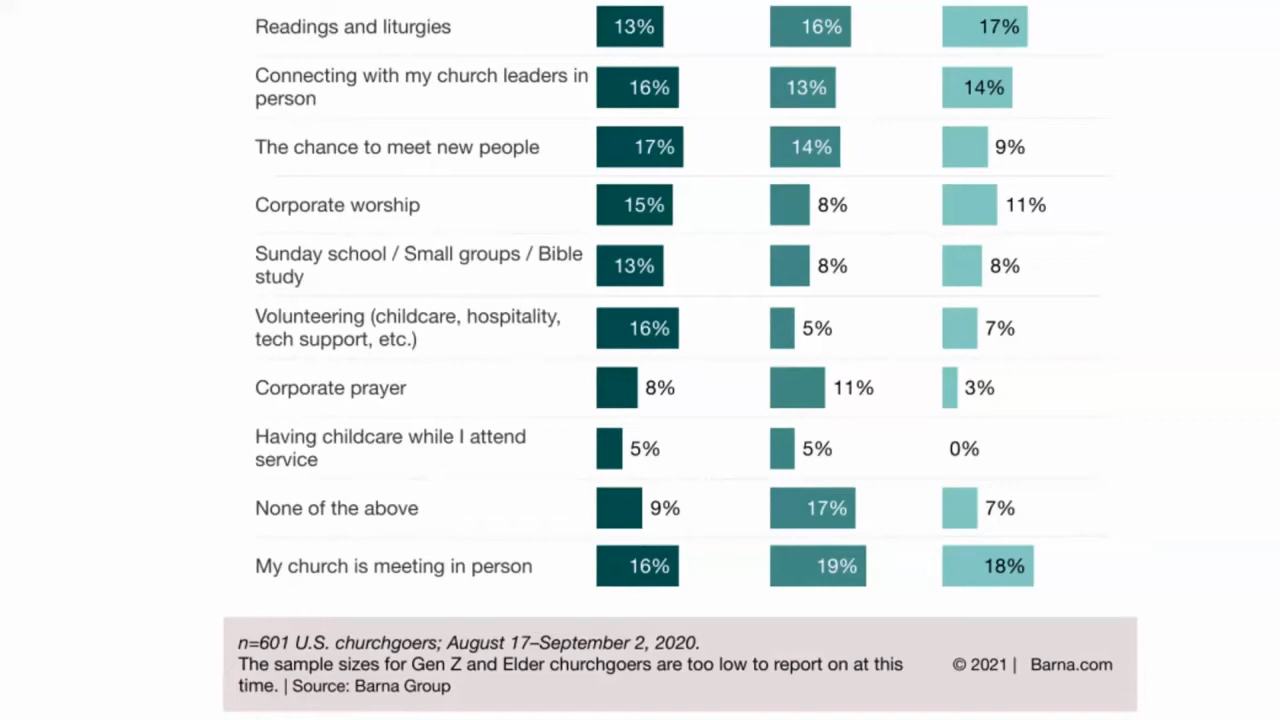 Readings and liturgies 13% 16% 17%
Connecting with my church leaders in
person 16% 13% 14%
The chance to meet new people 17% 14% 9%
Corporate worship 15% 8% 11%
Sunday school / Small groups / Bible
study 13% 8% 8%
Volunteering (childcare, hospitality,
tech support, etc.) 16% 5% 7%
Corporate prayer 8% 11% 3%
Having childcare while I attend
service 5% 5% 0%
None of the above 9% 17% 7%
My church is meeting in person 16% 19% 18%
n=601 U.S. churchgoers; August 17–September 2, 2020.
The sample sizes for Gen Z and Elder churchgoers are too low to report on at this
time. | Source: Barna Group
© 2021 | Barna.com